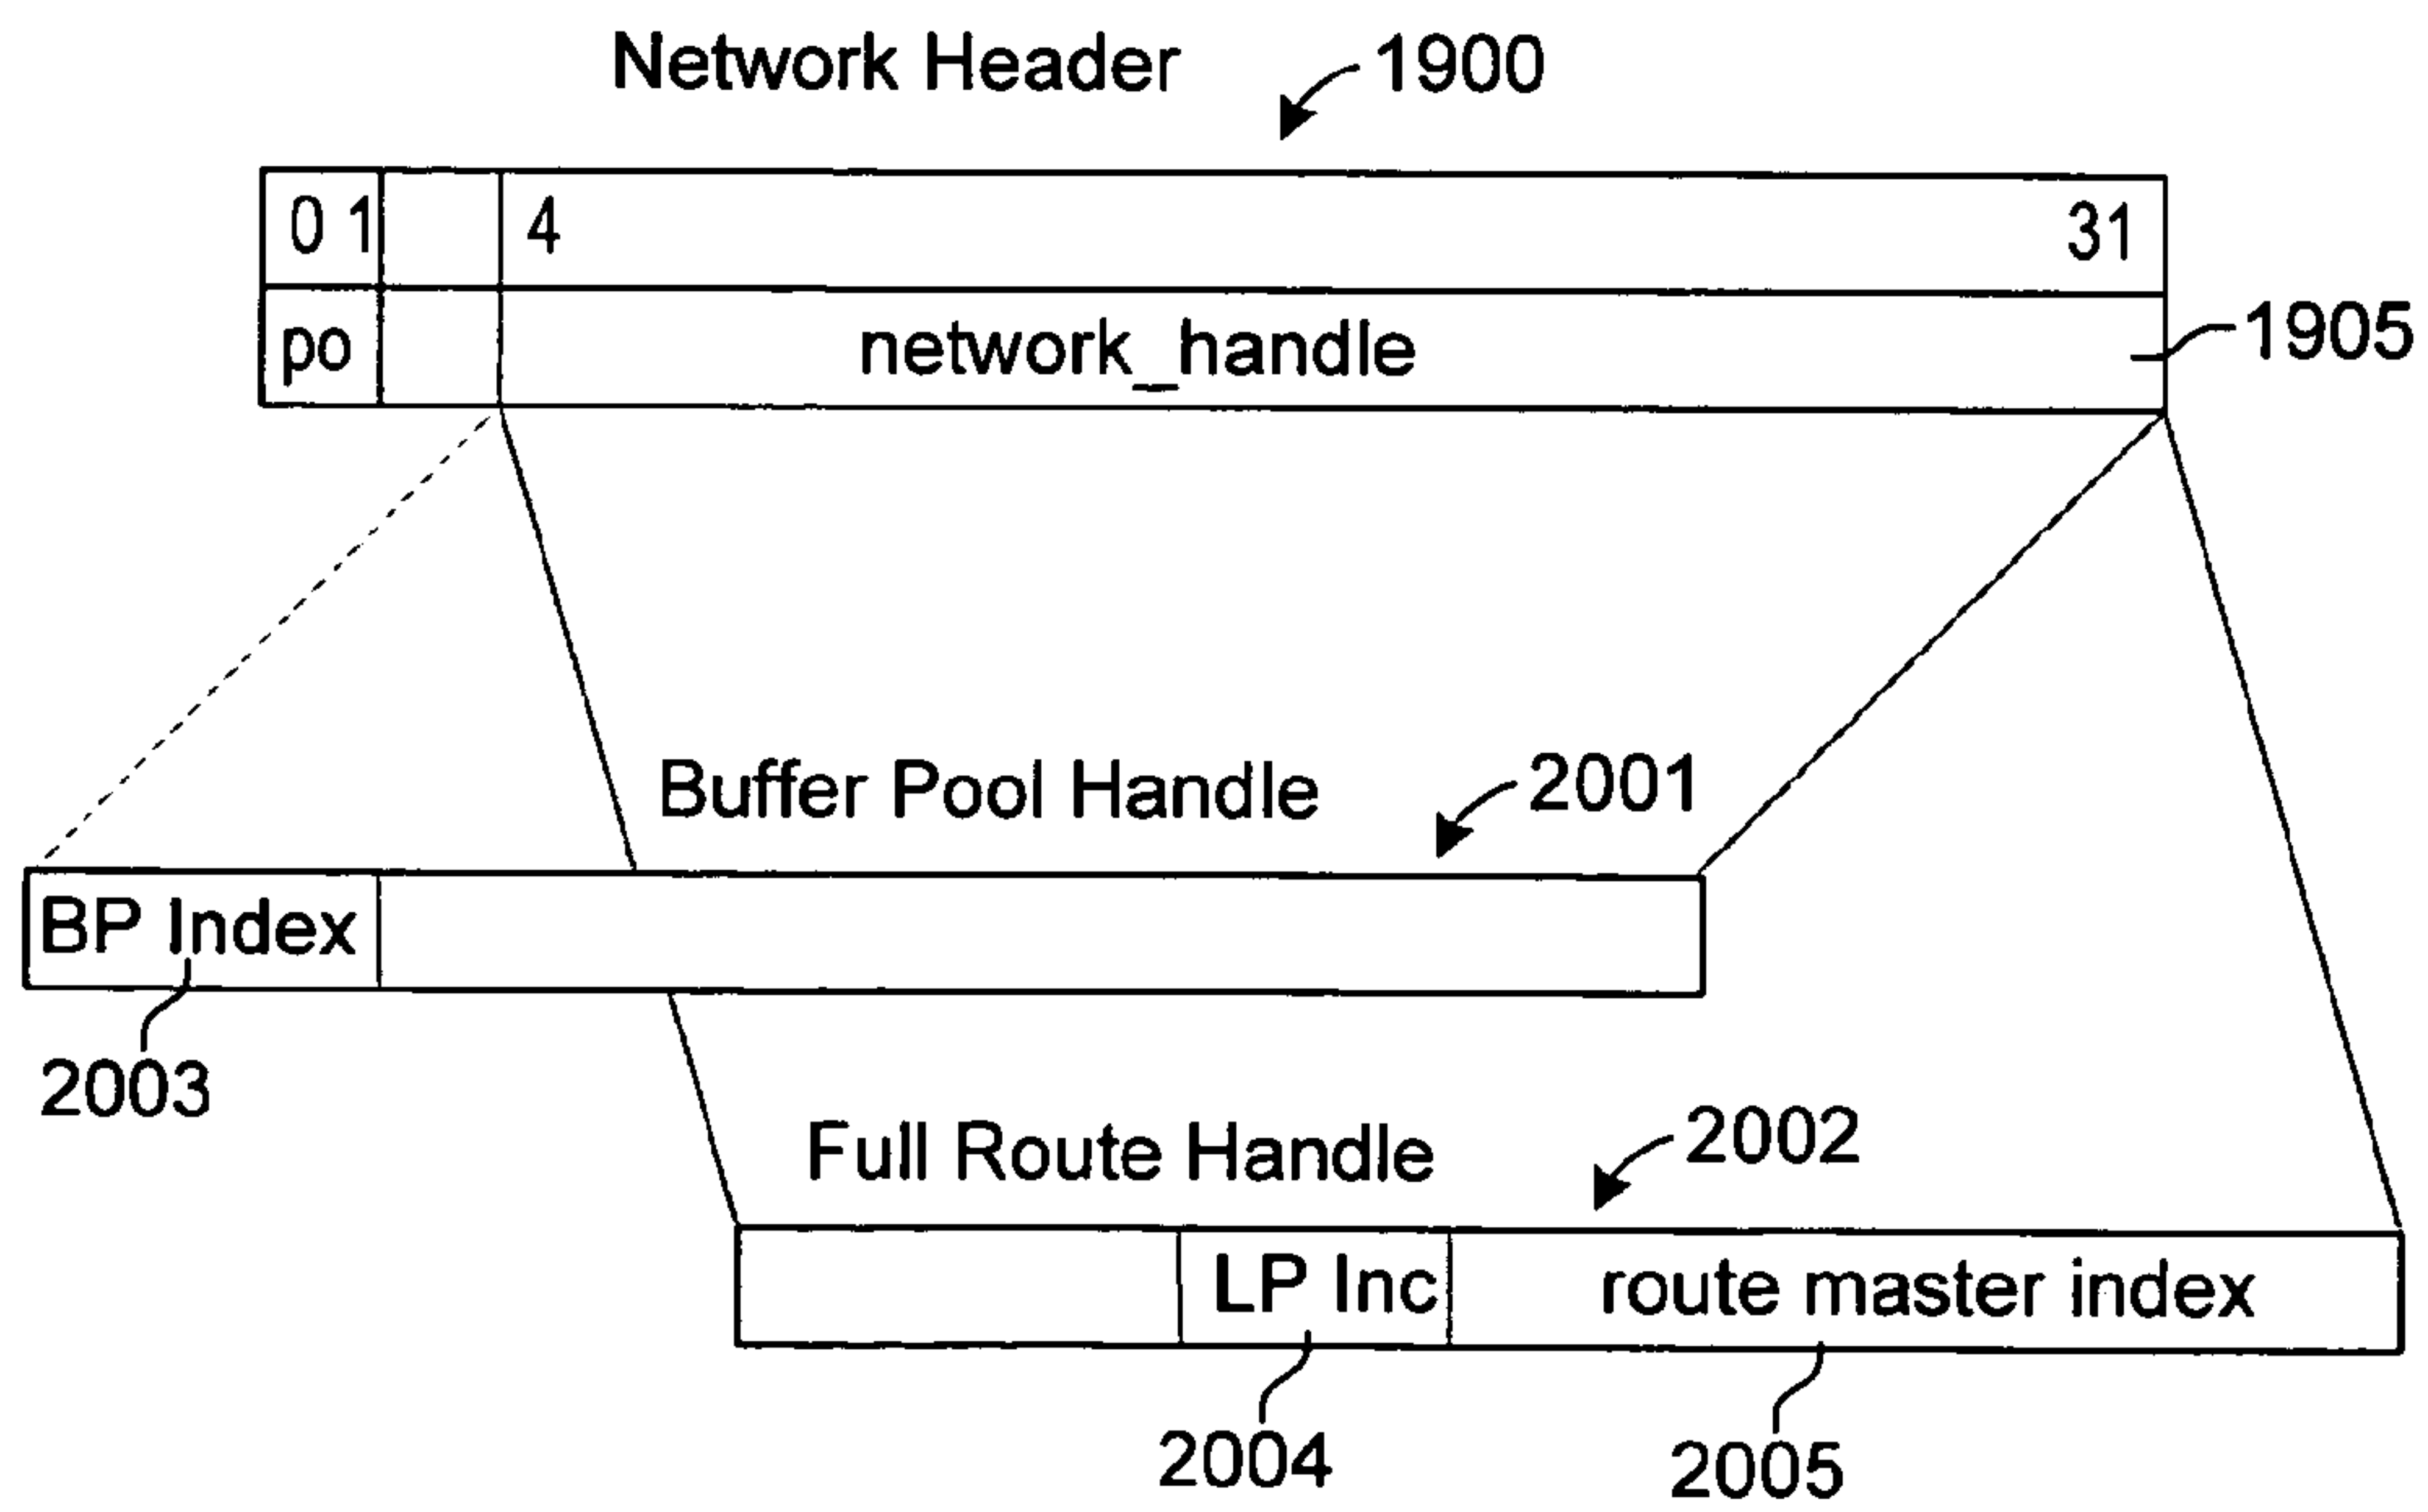 Network Header 1900
0 1 4 31
po network_handle 1905
Buffer Pool Handle 2001
BP Index
2003
Full Route Handle 2002
LP Inc route master index
2004 2005